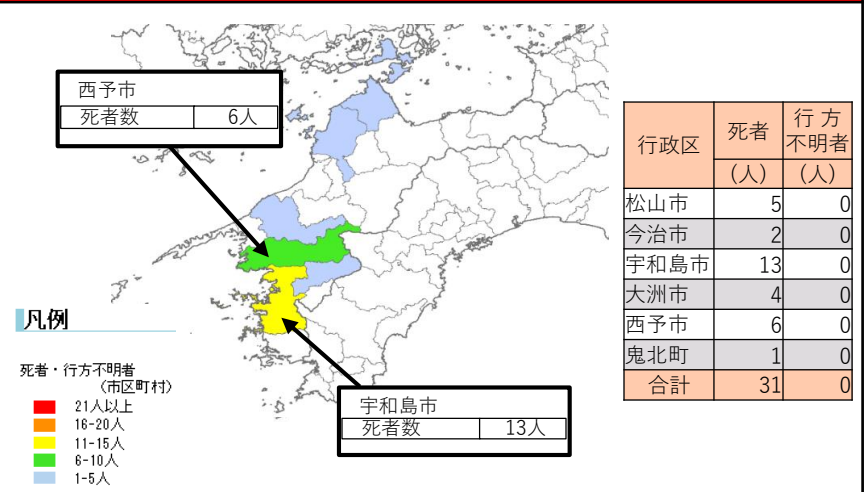 西予市
死者数 6人
宇和島市
死者数 13人
凡例
死者・行方不明者
(市区町村)
21人以上
16-20人
11-15人
6-10人
1-5人
行政区 死者 行方不明者
(人) (人)
松山市 5 0
今治市 2 0
宇和島市 13 0
大洲市 4 0
西予市 6 0
鬼北町 1 0
合計 31 0